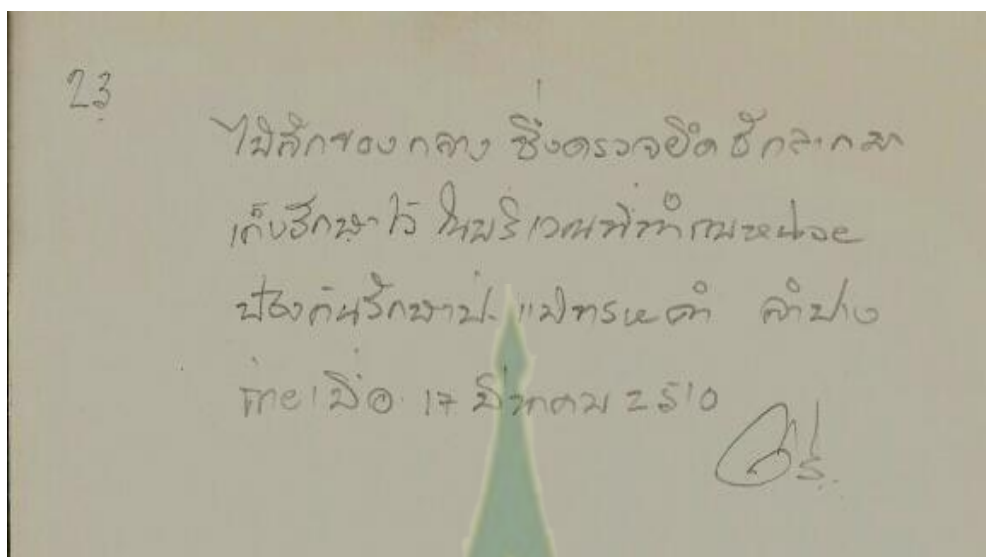 23
ไม้สักของกลาง ซึ่งตรวจยึด ชักลากมา
เก็บรักษาไว้ ในบริเวณที่ทำการหน่วย
ป้องกันรักษาป่า ลำปาง
ถ่ายเมื่อ 17 มีนาคม 2510